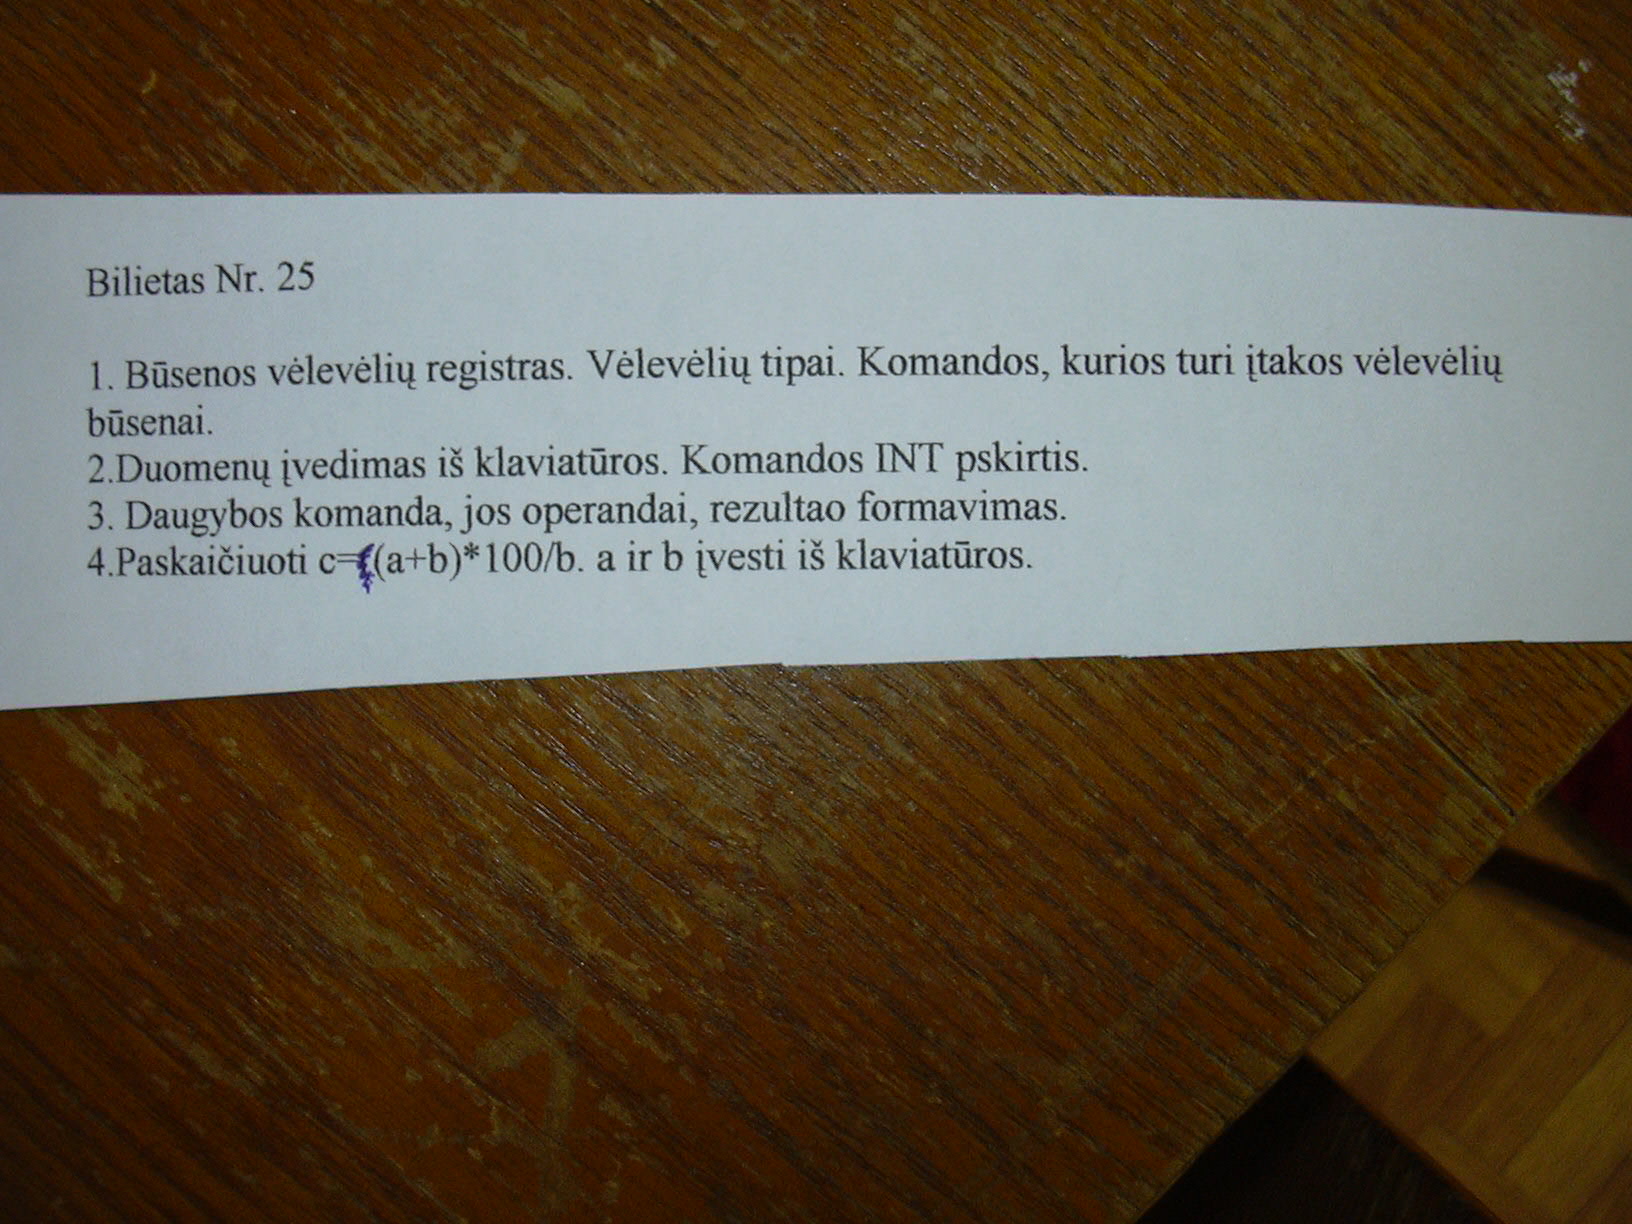 Bilietas Nr. 25
1. Būsenos vėlevėlių registras. Vėlevėlių tipai. Komandos, kurios turi įtakos vėlevėlių
būsenai.
2.Duomenų įvedimas iš klaviatūros. Komandos INT pskirtis.
3. Daugybos komanda, jos operandai, rezultao formavimas.
4.Paskaičiuoti c=(a+b)*100/b. a ir b įvesti iš klaviatūros.